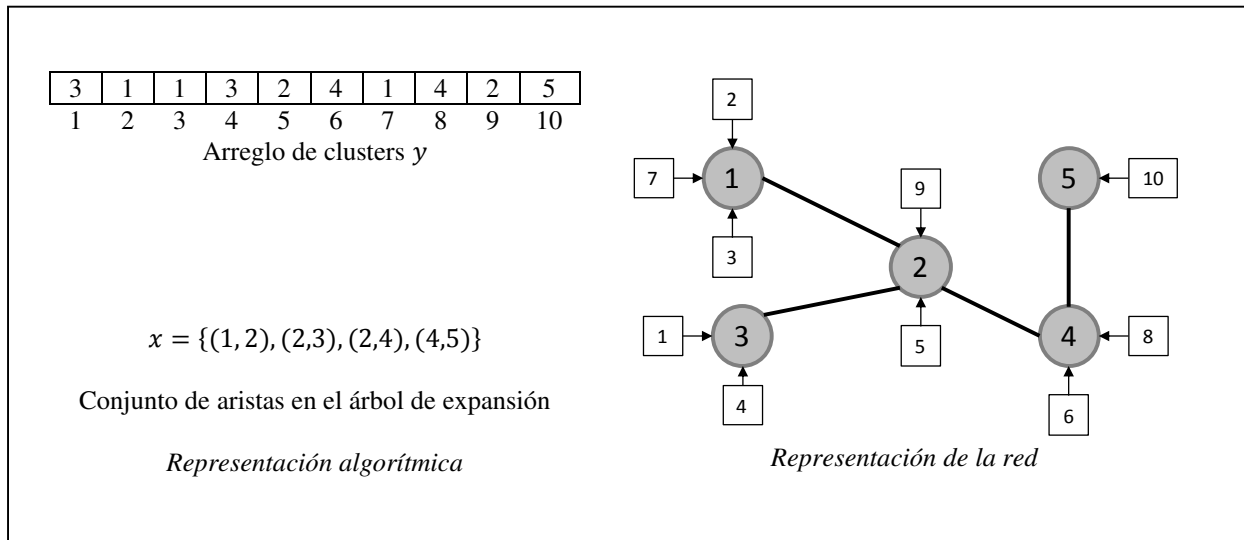 3 1 1 3 2 4 1 4 2 5
1 2 3 4 5 6 7 8 9 10
Arreglo de clusters y
x = {(1, 2), (2,3), (2,4), (4,5)}
Conjunto de aristas en el árbol de expansión
Representación algorítmica
2
7 1 5 10
9
3
2
1 3 4 8
5
4 6
Representación de la red